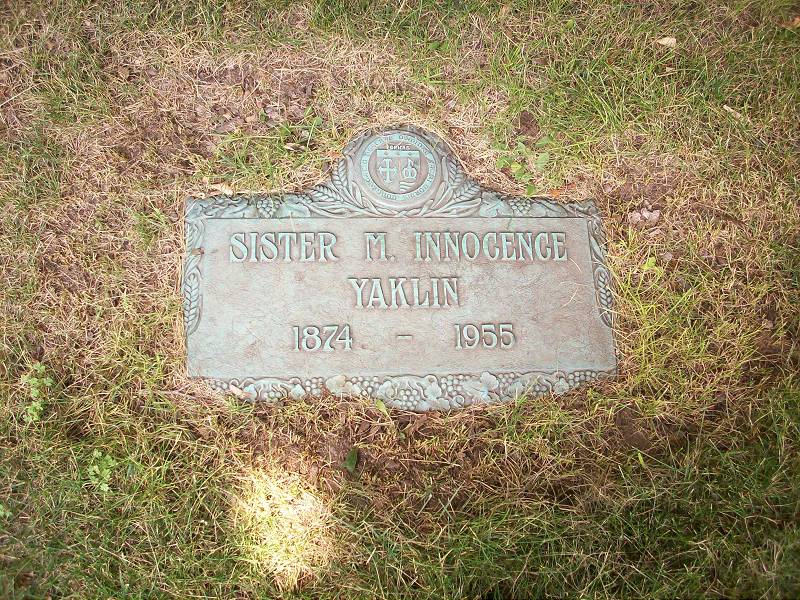 SISTER M. INNOCENCE
YAKLIN
1874 – 1955